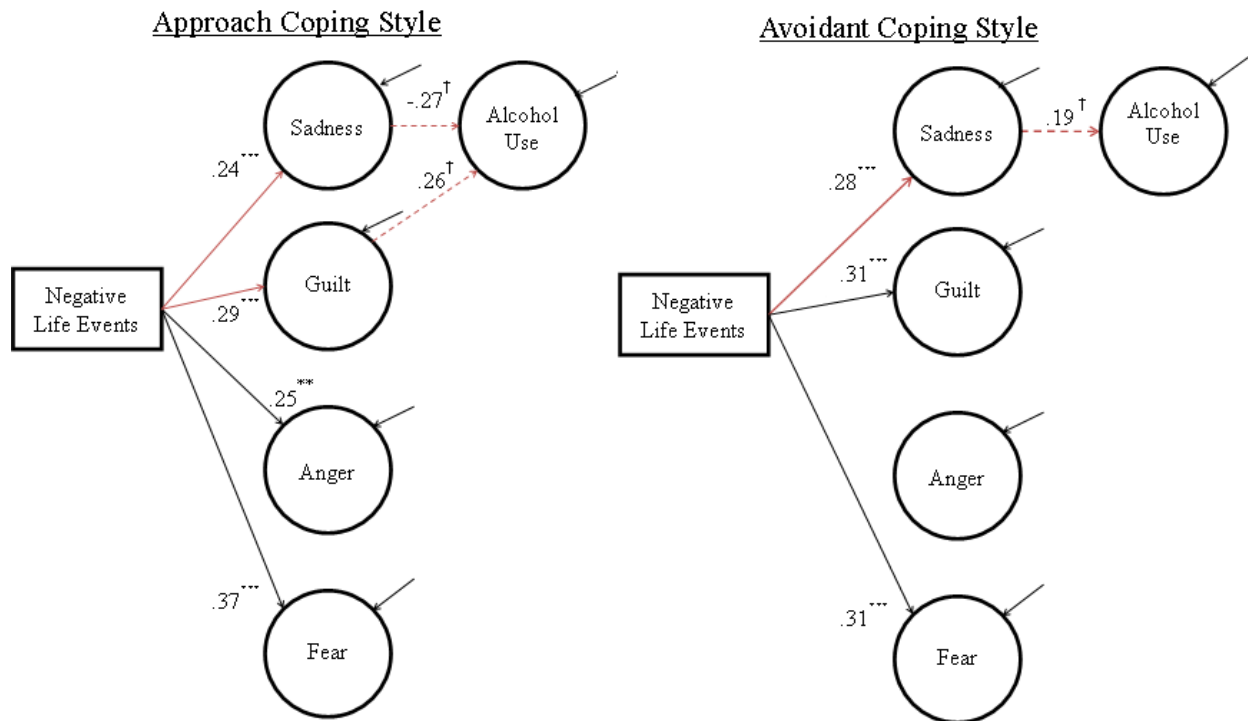 Approach Coping Style
Sadness
-.27†
Alcohol
Use
.24***
.26†
Negative
Life Events
Guilt
.29***
.25**
Anger
.37***
Fear
Avoidant Coping Style
Sadness
.19†
Alcohol
Use
.28***
.31***
Negative
Life Events
Guilt
Anger
.31***
Fear